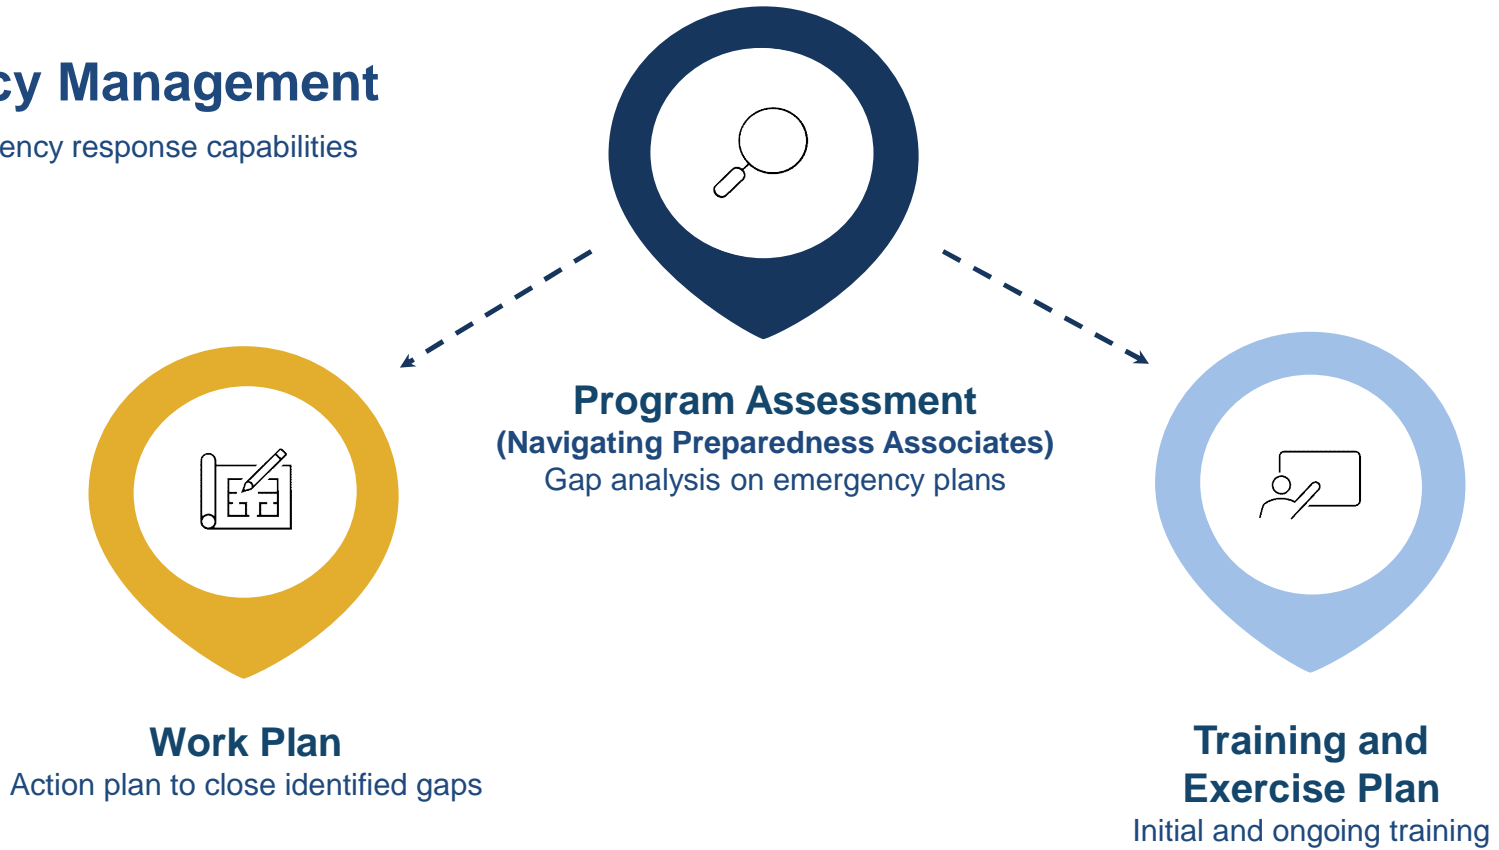 cy Management
ency response capabilities
Program Assessment
(Navigating Preparedness Associates)
Gap analysis on emergency plans
Work Plan
Action plan to close identified gaps
Training and
Exercise Plan
Initial and ongoing training